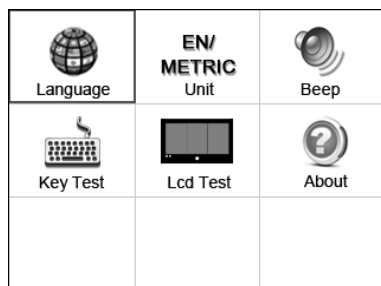 EN/
METRIC
Language
Unit
Beep
Key Test
Lcd Test
About